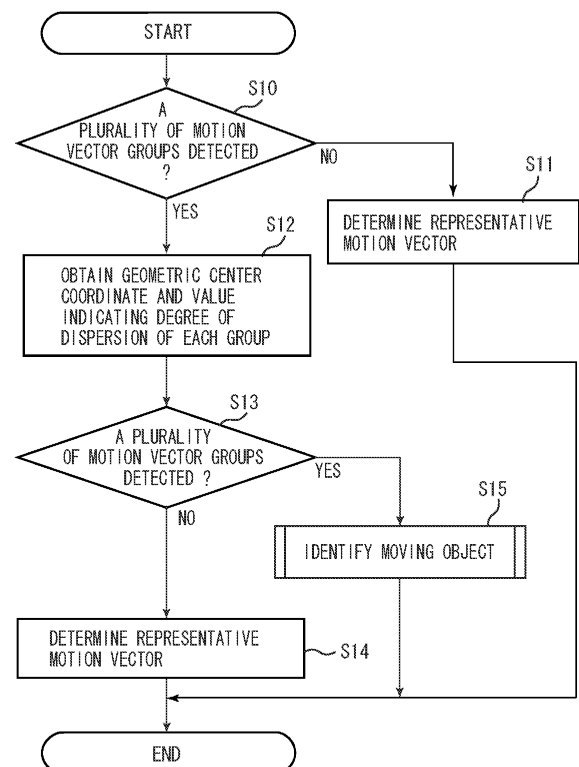 START
S10
A
PLURALITY OF MOTION
VECTOR GROUPS DETECTED
?
NO
YES
S11
DETERMINE REPRESENTATIVE
MOTION VECTOR
S12
OBTAIN GEOMETRIC CENTER
COORDINATE AND VALUE
INDICATING DEGREE OF
DISPERSION OF EACH GROUP
S13
A PLURALITY
OF MOTION VECTOR GROUPS
DETECTED ?
YES
NO
S15
IDENTIFY MOVING OBJECT
DETERMINE REPRESENTATIVE
MOTION VECTOR
S14
END